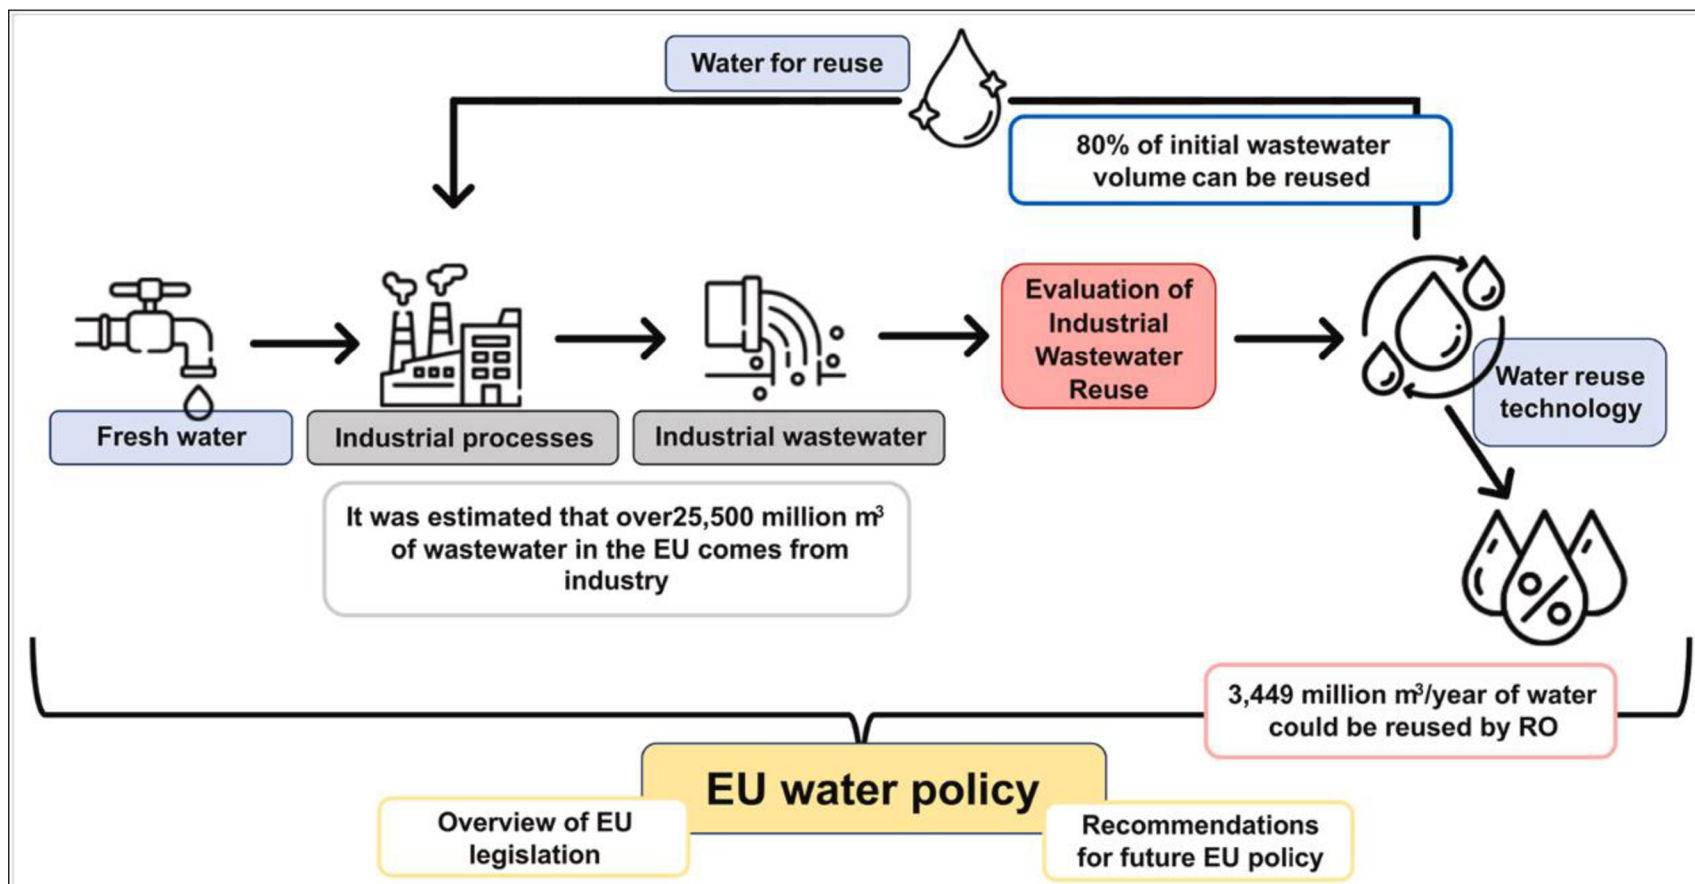 Water for reuse
80% of initial wastewater
volume can be reused
Evaluation of
Industrial
Wastewater
Reuse
Water reuse
technology
Fresh water
Industrial processes
Industrial wastewater
It was estimated that over25,500 million m³
of wastewater in the EU comes from
industry
%
3,449 million m³/year of water
could be reused by RO
EU water policy
Overview of EU
legislation
Recommendations
for future EU policy